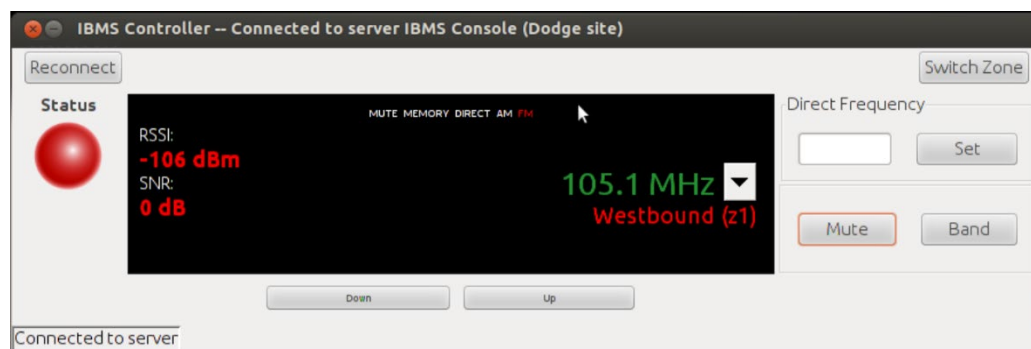 IBMS Controller -- Connected to server IBMS Console (Dodge site)
Reconnect
Switch Zone
Status
MUTE MEMORY DIRECT AM FM
RSSI:
-106 dBm
SNR:
0 dB
105.1 MHz
Westbound (z1)
Direct Frequency
Set
Mute
Band
Down
Up
Connected to server